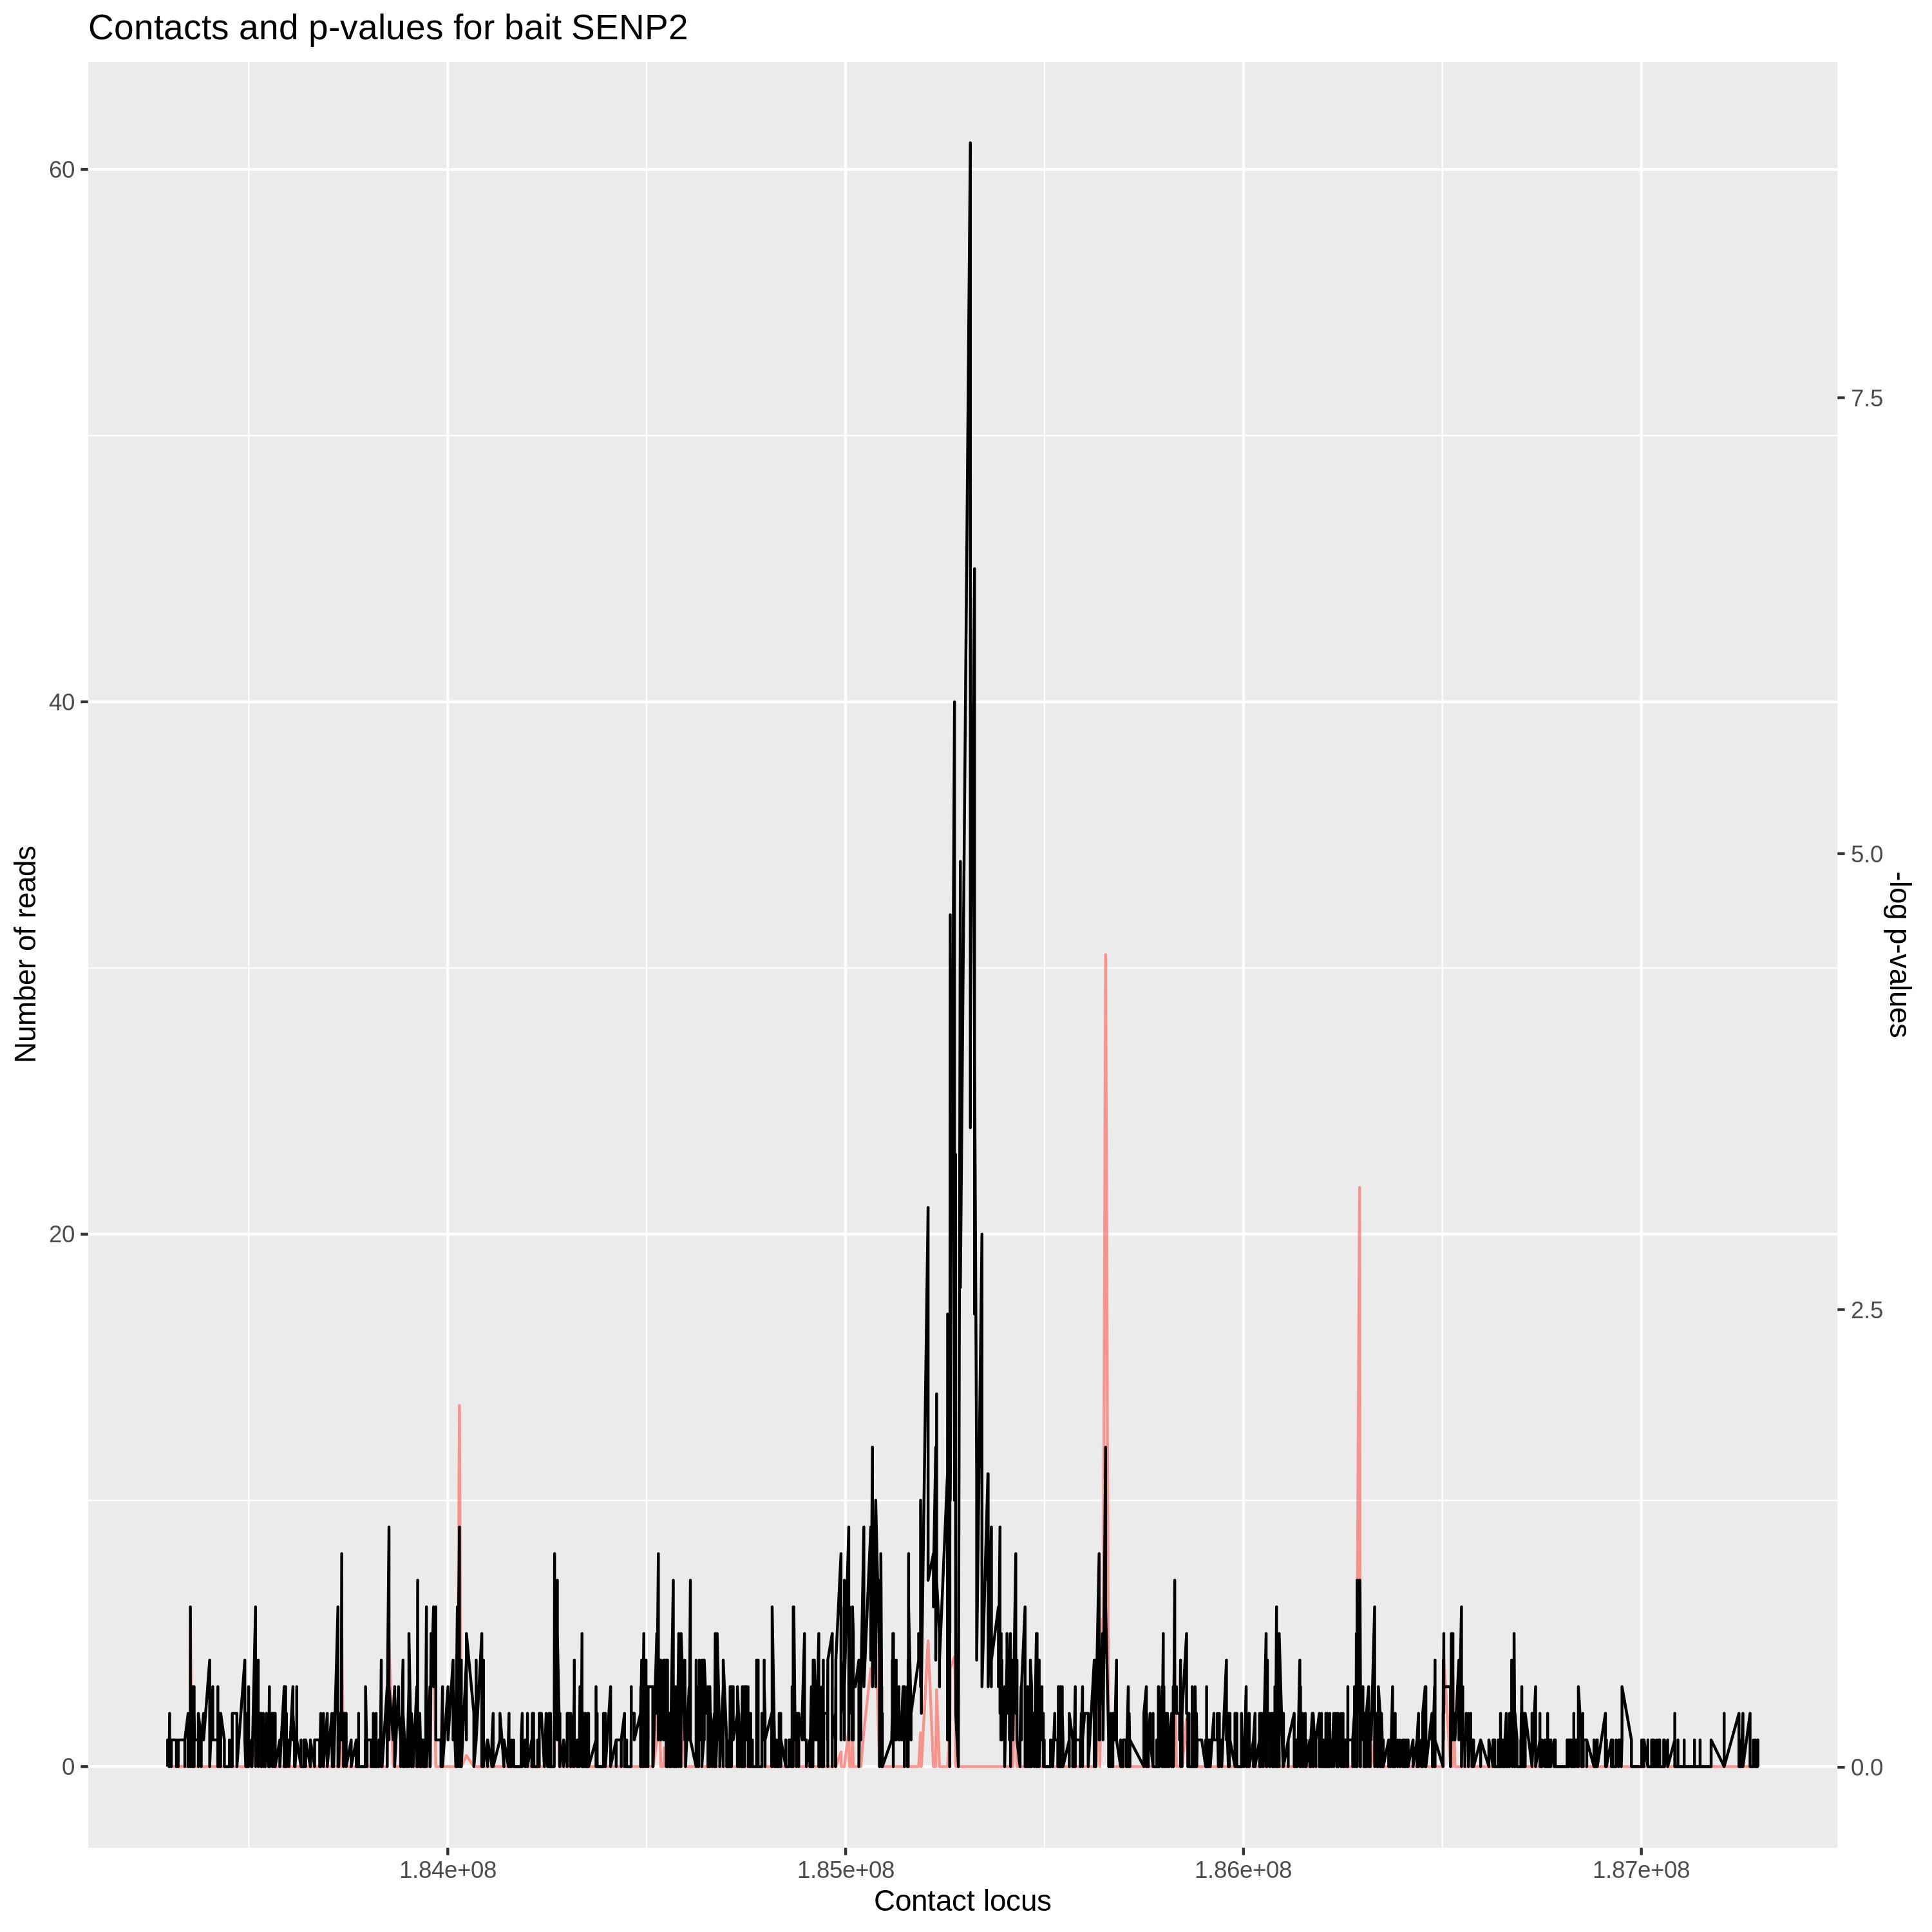 Contacts and p-values for bait SENP2
60
40
20
0
Number of reads
7.5
5.0
2.5
0.0
-log p-values
1.84e+08
1.85e+08
1.86e+08
1.87e+08
Contact locus